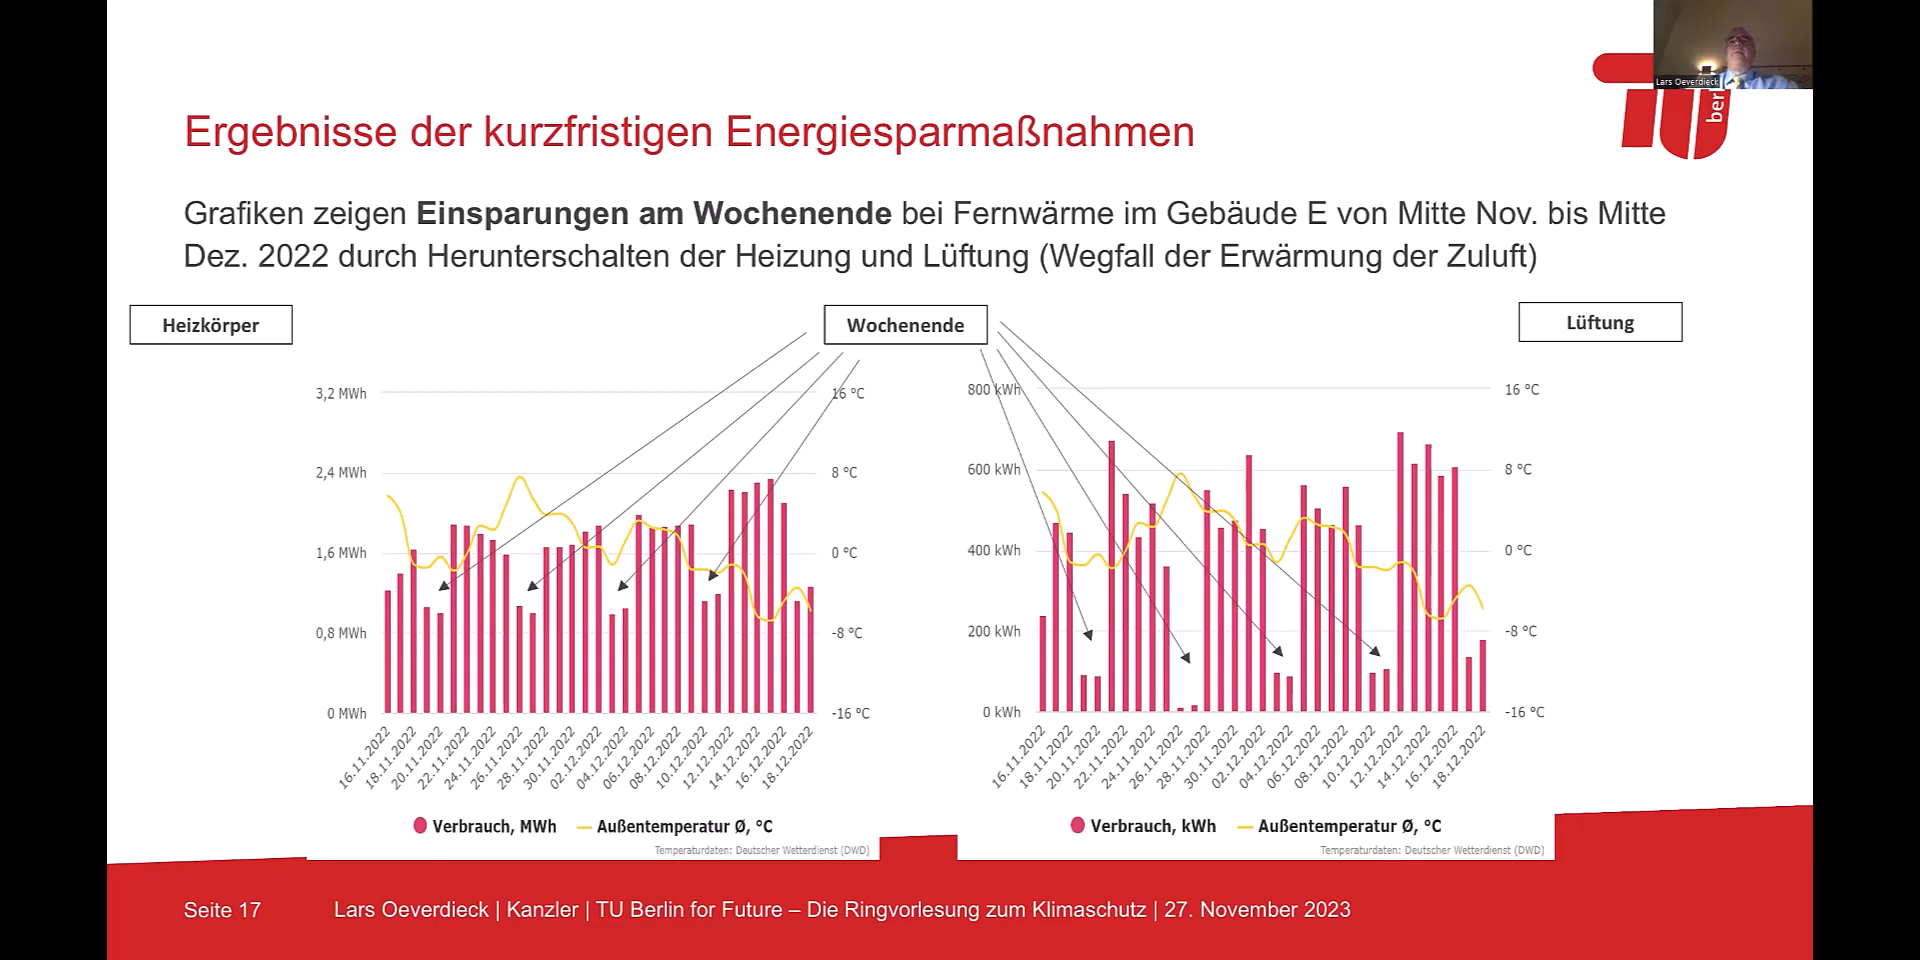 Lars Oeverdieck
ber
Ergebnisse der kurzfristigen Energiesparmaßnahmen
Grafiken zeigen Einsparungen am Wochenende bei Fernwärme im Gebäude E von Mitte Nov. bis Mitte
Dez. 2022 durch Herunterschalten der Heizung und Lüftung (Wegfall der Erwärmung der Zuluft)
Heizkörper
Wochenende
Lüftung
3,2 MWh
2,4 MWh
1,6 MWh
0,8 MWh
0 MWh
16 °C
8 °C
0 °C
-8 °C
-16 °C
16.11.2022
18.11.2022
20.11.2022
22.11.2022
24.11.2022
26.11.2022
28.11.2022
30.11.2022
02.12.2022
04.12.2022
06.12.2022
08.12.2022
10.12.2022
12.12.2022
14.12.2022
16.12.2022
18.12.2022
Verbrauch, MWh Außentemperatur Ø, °C
Temperaturdaten: Deutscher Wetterdienst (DWD)
800 kWh
600 kWh
400 kWh
200 kWh
0 kWh
16 °C
8 °C
0 °C
-8 °C
-16 °C
16.11.2022
18.11.2022
20.11.2022
22.11.2022
24.11.2022
26.11.2022
28.11.2022
30.11.2022
02.12.2022
04.12.2022
06.12.2022
08.12.2022
10.12.2022
12.12.2022
14.12.2022
16.12.2022
18.12.2022
Verbrauch, kWh Außentemperatur Ø, °C
Temperaturdaten: Deutscher Wetterdienst (DWD)
Seite 17 Lars Oeverdieck | Kanzler | TU Berlin for Future – Die Ringvorlesung zum Klimaschutz | 27. November 2023